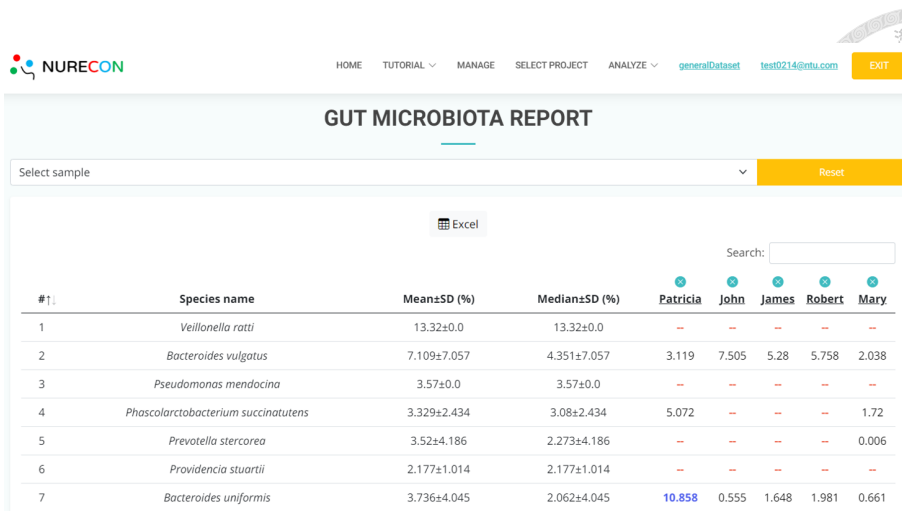 NURECON
HOME TUTORIAL MANAGE SELECT PROJECT ANALYZE generalDataset test0214@ntu.com EXIT
GUT MICROBIOTA REPORT
Select sample Reset
Excel
Search:
# Species name Mean±SD (%) Median±SD (%) Patricia John James Robert Mary
1 Veillonella ratti 13.32±0.0 13.32±0.0 -- -- -- -- --
2 Bacteroides vulgatus 7.109±7.057 4.351±7.057 3.119 7.505 5.28 5.758 2.038
3 Pseudomonas mendocina 3.57±0.0 3.57±0.0 -- -- -- -- --
4 Phascolarctobacterium succinatutens 3.329±2.434 3.08±2.434 5.072 -- -- -- 1.72
5 Prevotella stercorea 3.52±4.186 2.273±4.186 -- -- -- -- 0.006
6 Providencia stuartii 2.177±1.014 2.177±1.014 -- -- -- -- --
7 Bacteroides uniformis 3.736±4.045 2.062±4.045 10.858 0.555 1.648 1.981 0.661